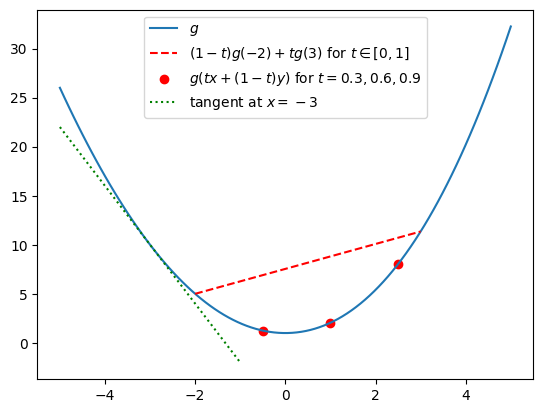 g
(1 − t)g(−2) + tg(3) for t ∈ [0, 1]
g(tx + (1 − t)y) for t = 0.3, 0.6, 0.9
tangent at x = −3
30
25
20
15
10
5
0
−4 −2 0 2 4